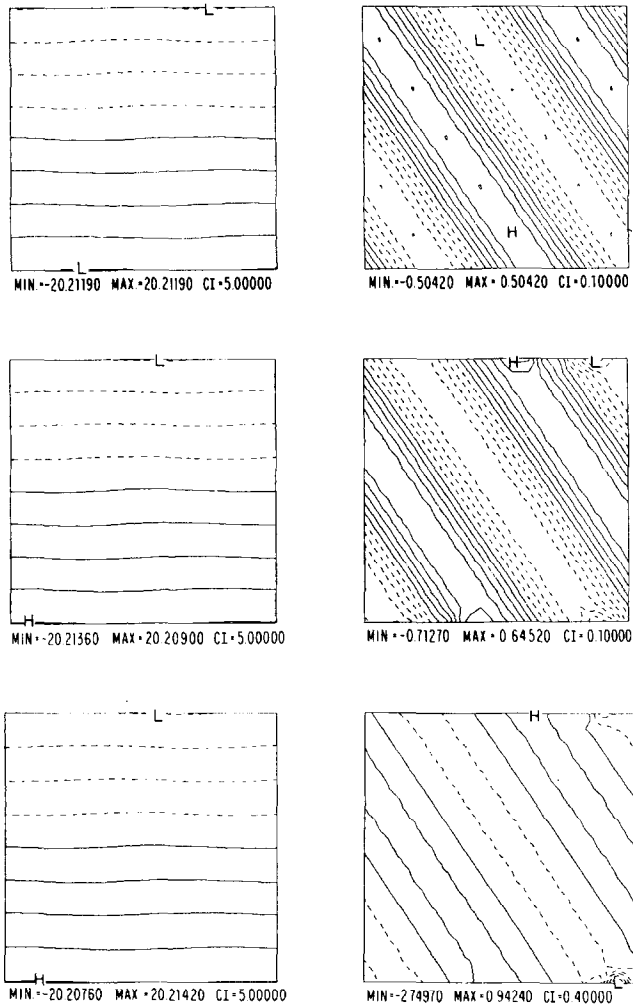 L L
L H
MIN.=-20.21190 MAX.=20.21190 CI=5.00000 MIN.=-0.50420 MAX=0.50420 CI=0.10000
L H L
H
MIN=-20.21360 MAX=20.20900 CI=5.00000 MIN=-0.71270 MAX=0.64520 CI=0.10000
L H
H L
MIN.=-20.20760 MAX=20.21420 CI=5.00000 MIN=-2.74970 MAX=0.94240 CI=0.40000